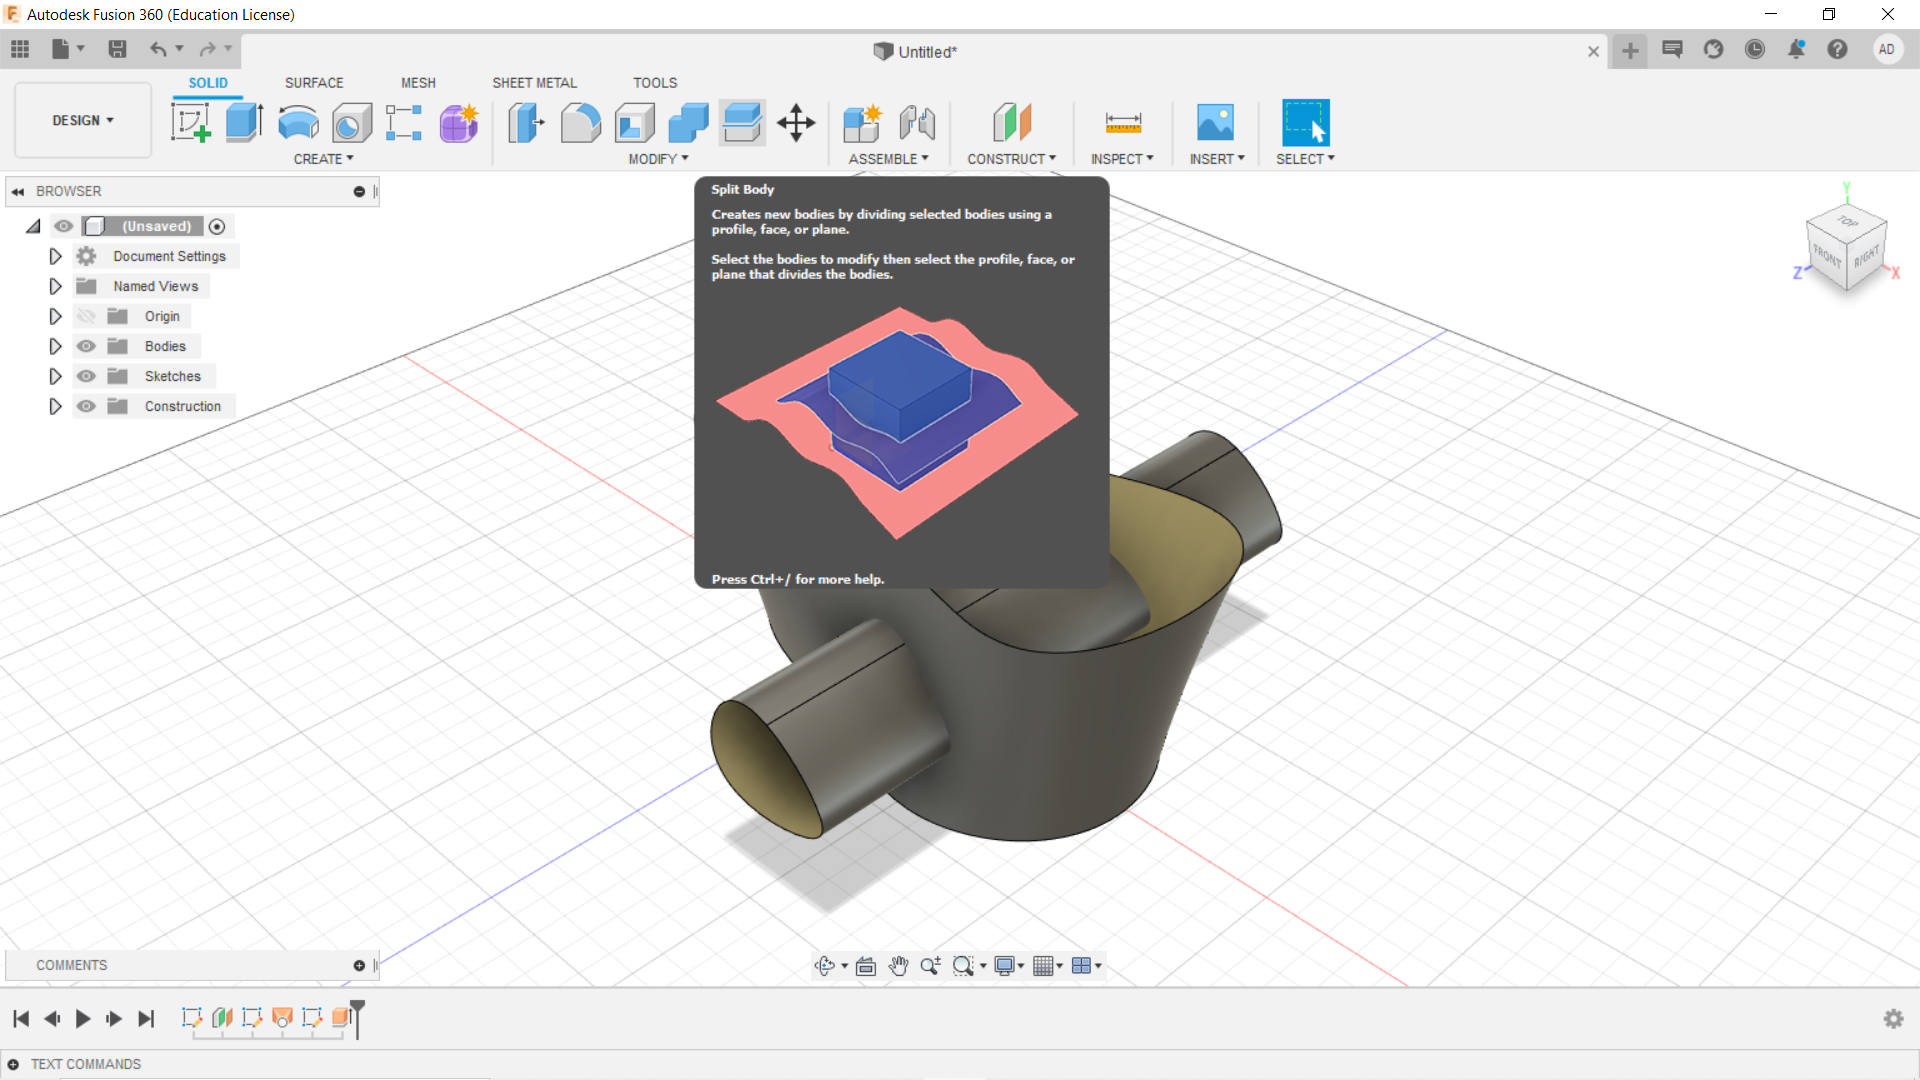 Autodesk Fusion 360 (Education License)
Untitled*
AD
DESIGN
SOLID
SURFACE
MESH
SHEET METAL
TOOLS
CREATE
MODIFY
ASSEMBLE
CONSTRUCT
INSPECT
INSERT
SELECT
BROWSER
(Unsaved)
Document Settings
Named Views
Origin
Bodies
Sketches
Construction
Split Body
Creates new bodies by dividing selected bodies using a
profile, face, or plane.
Select the bodies to modify then select the profile, face, or
plane that divides the bodies.
Press Ctrl+/ for more help.
Y
TOP
FRONT
RIGHT
Z
X
COMMENTS
TEXT COMMANDS